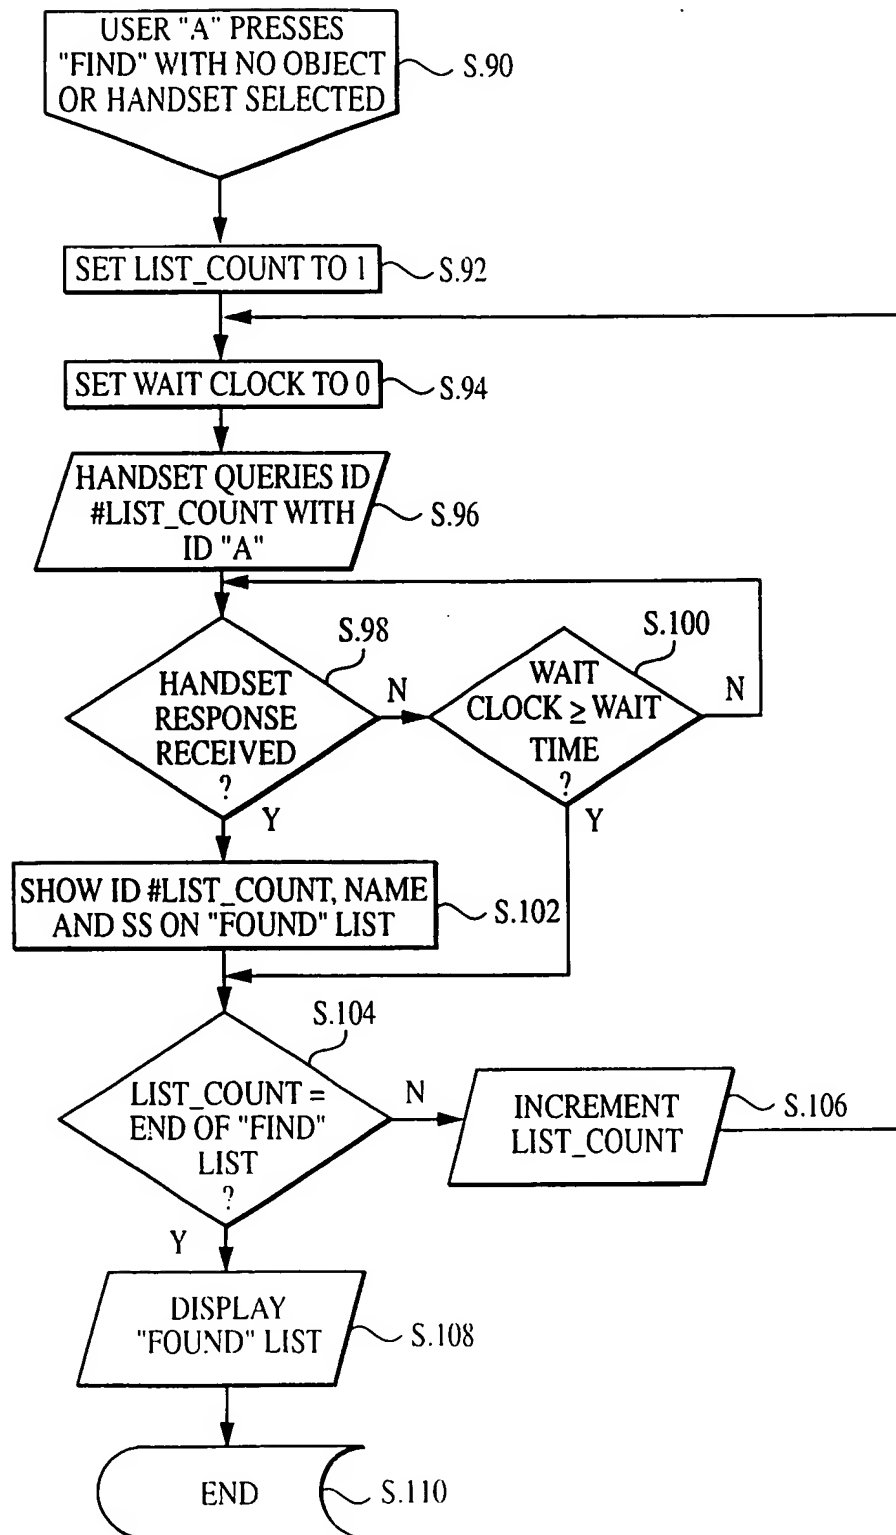 USER "A" PRESSES
"FIND" WITH NO OBJECT
OR HANDSET SELECTED
S.90
SET LIST_COUNT TO 1
S.92
SET WAIT CLOCK TO 0
S.94
HANDSET QUERIES ID
#LIST_COUNT WITH
ID "A"
S.96
S.98
HANDSET
RESPONSE
RECEIVED
?
N
Y
S.100
WAIT
CLOCK ≥ WAIT
TIME
?
N
Y
SHOW ID #LIST_COUNT, NAME
AND SS ON "FOUND" LIST
S.102
S.104
LIST_COUNT =
END OF "FIND"
LIST
?
N
Y
INCREMENT
LIST_COUNT
S.106
DISPLAY
"FOUND" LIST
S.108
END
S.110